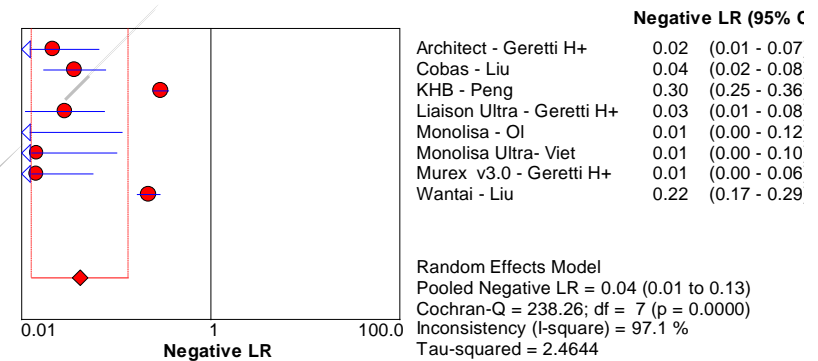 Negative LR (95% C
Architect - Geretti H+ 0.02 (0.01 - 0.07)
Cobas - Liu 0.04 (0.02 - 0.08
KHB - Peng 0.30 (0.25 - 0.36
Liaison Ultra - Geretti H+ 0.03 (0.01 - 0.08
Monolisa - Ol 0.01 (0.00 - 0.12
Monolisa Ultra- Viet 0.01 (0.00 - 0.10
Murex v3.0 - Geretti H+ 0.01 (0.00 - 0.06
Wantai - Liu 0.22 (0.17 - 0.29
Random Effects Model
Pooled Negative LR = 0.04 (0.01 to 0.13)
Cochran-Q = 238.26; df = 7 (p = 0.0000)
Inconsistency (I-square) = 97.1 %
Tau-squared = 2.4644
0.01 1 100.0
Negative LR